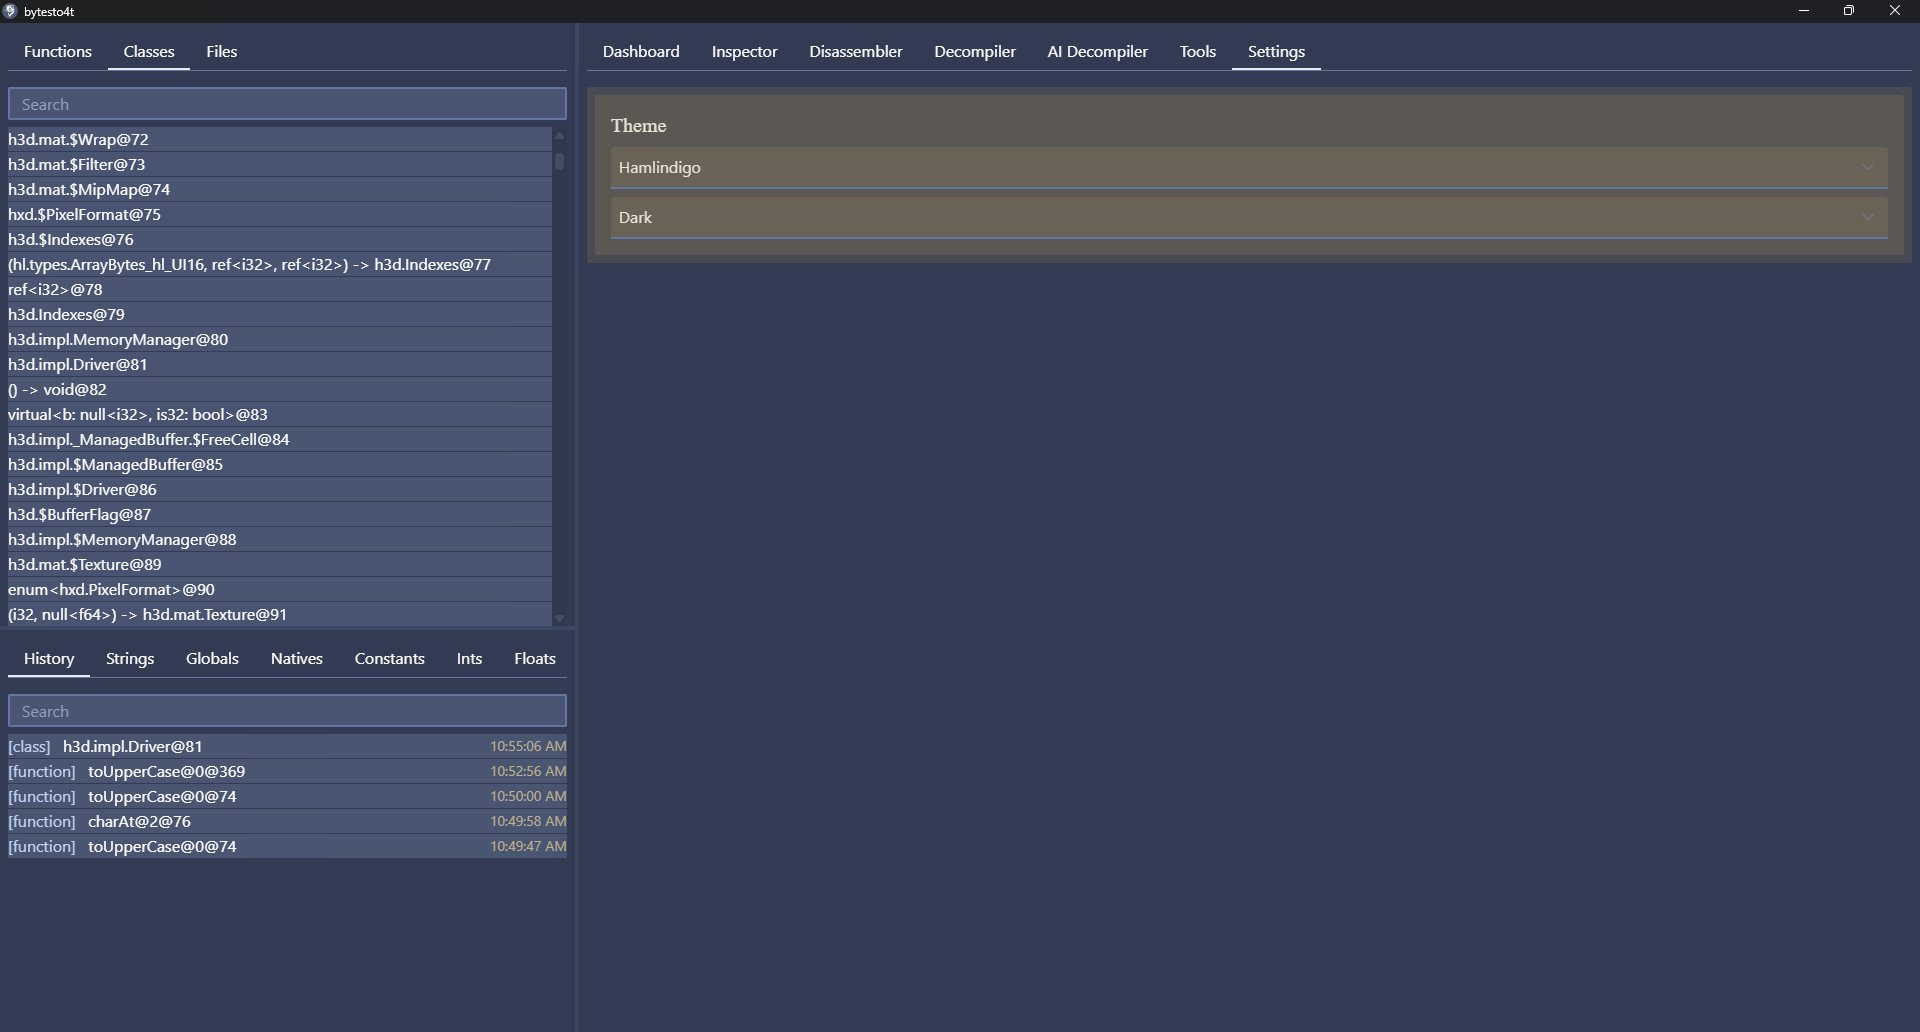 bytesto4t
Functions Classes Files
Search
h3d.mat.$Wrap@72
h3d.mat.$Filter@73
h3d.mat.$MipMap@74
hxd.$PixelFormat@75
h3d.$Indexes@76
(hl.types.ArrayBytes_hl_UI16, ref<i32>, ref<i32>) -> h3d.Indexes@77
ref<i32>@78
h3d.Indexes@79
h3d.impl.MemoryManager@80
h3d.impl.Driver@81
() -> void@82
virtual<b: null<i32>, is32: bool>@83
h3d.impl._ManagedBuffer.$FreeCell@84
h3d.impl.$ManagedBuffer@85
h3d.impl.$Driver@86
h3d.$BufferFlag@87
h3d.impl.$MemoryManager@88
h3d.mat.$Texture@89
enum<hxd.PixelFormat>@90
(i32, null<f64>) -> h3d.mat.Texture@91
History Strings Globals Natives Constants Ints Floats
Search
[class] h3d.impl.Driver@81 10:55:06 AM
[function] toUpperCase@0@369 10:52:56 AM
[function] toUpperCase@0@74 10:50:00 AM
[function] charAt@2@76 10:49:58 AM
[function] toUpperCase@0@74 10:49:47 AM
Dashboard Inspector Disassembler Decompiler AI Decompiler Tools Settings
Theme
Hamlindigo
Dark